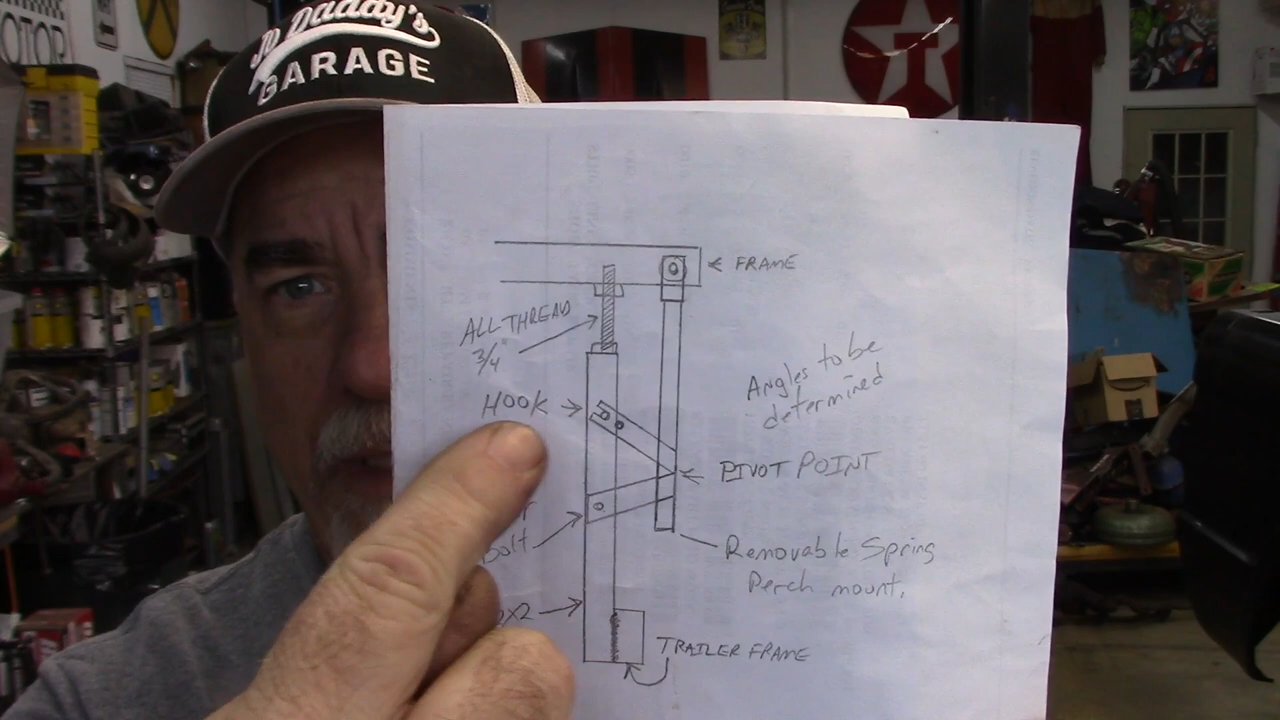 Daddy's
GARAGE
MOTOR
T
FRAME
ALL THREAD
3/4"
HOOK
Angles to be
determined
PIVOT POINT
bolt
Removable Spring
Perch mount.
TRAILER FRAME